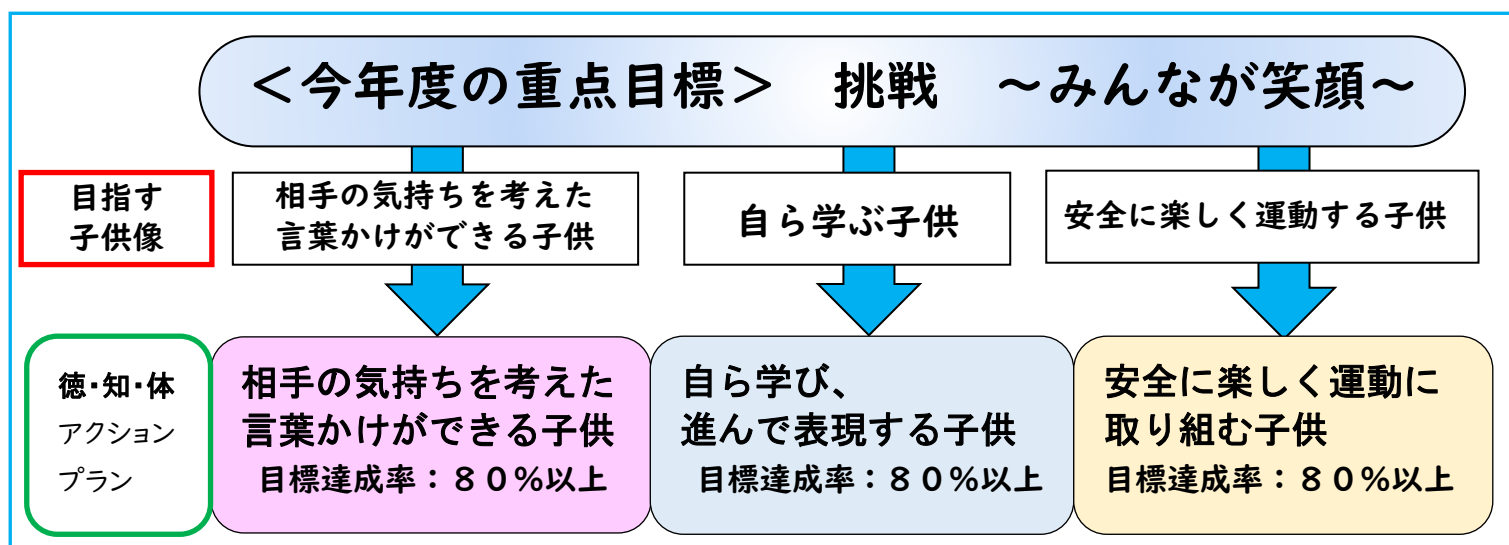 ＜今年度の重点目標＞　挑戦　～みんなが笑顔～
目指す
子供像
相手の気持ちを考えた
言葉かけができる子供
自ら学ぶ子供
安全に楽しく運動する子供
徳・知・体
アクション
プラン
相手の気持ちを考えた
言葉かけができる子供
目標達成率：８０％以上
自ら学び、
進んで表現する子供
目標達成率：８０％以上
安全に楽しく運動に
取り組む子供
目標達成率：８０％以上